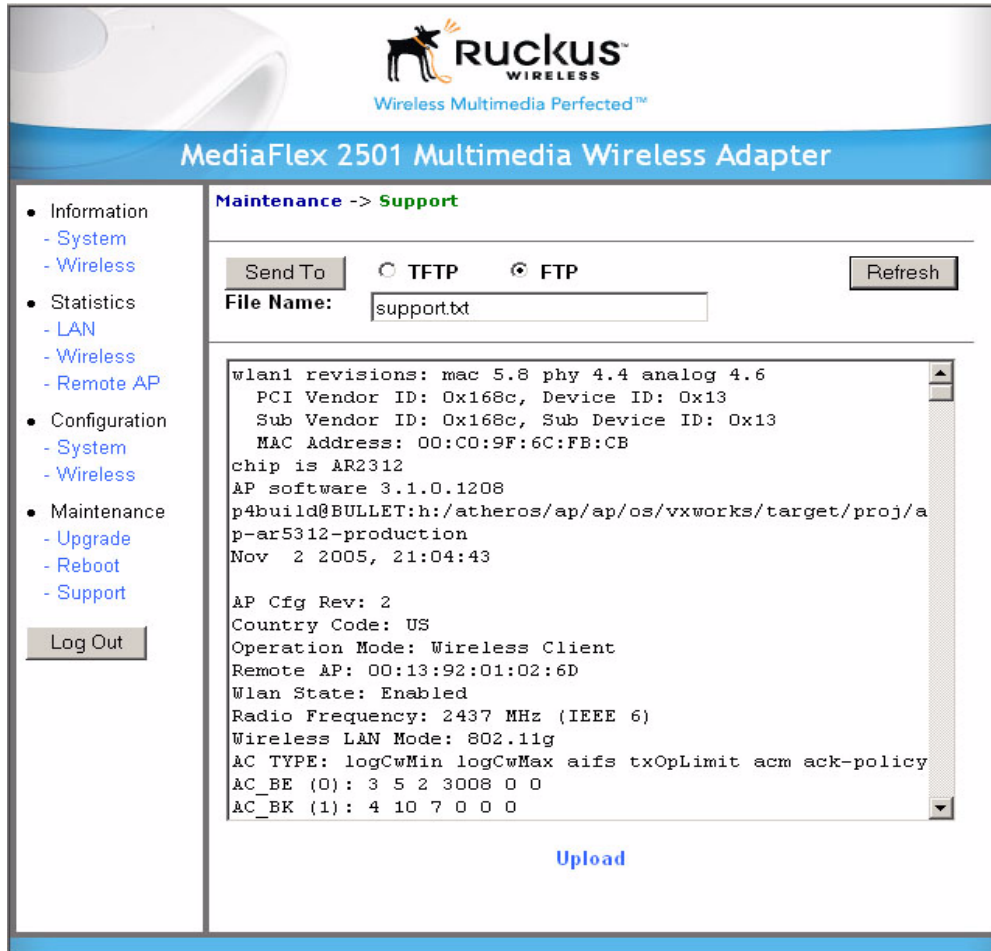 RUCKUS™
WIRELESS
Wireless Multimedia Perfected™
MediaFlex 2501 Multimedia Wireless Adapter
• Information
- System
- Wireless
• Statistics
- LAN
- Wireless
- Remote AP
• Configuration
- System
- Wireless
• Maintenance
- Upgrade
- Reboot
- Support
Log Out
Maintenance -> Support
Send To TFTP FTP Refresh
File Name: support.txt
wlan1 revisions: mac 5.8 phy 4.4 analog 4.6
PCI Vendor ID: 0x168c, Device ID: 0x13
Sub Vendor ID: 0x168c, Sub Device ID: 0x13
MAC Address: 00:C0:9F:6C:FB:CB
chip is AR2312
AP software 3.1.0.1208
p4build@BULLET:h:/atheros/ap/ap/os/vxworks/target/proj/a
p-ar5312-production
Nov 2 2005, 21:04:43
AP Cfg Rev: 2
Country Code: US
Operation Mode: Wireless Client
Remote AP: 00:13:92:01:02:6D
Wlan State: Enabled
Radio Frequency: 2437 MHz (IEEE 6)
Wireless LAN Mode: 802.11g
AC TYPE: logCwMin logCwMax aifs txOpLimit acm ack-policy
AC_BE (0): 3 5 2 3008 0 0
AC_BK (1): 4 10 7 0 0 0
Upload